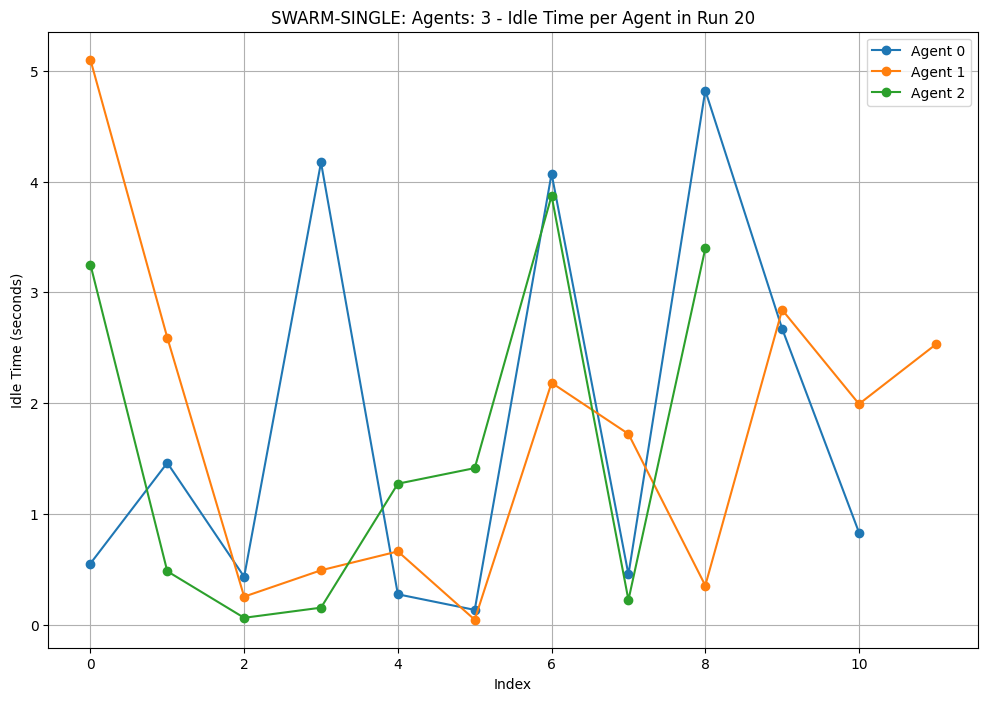 SWARM-SINGLE: Agents: 3 - Idle Time per Agent in Run 20
Agent 0
Agent 1
Agent 2
Idle Time (seconds)
5
4
3
2
1
0
0
2
4
6
8
10
Index